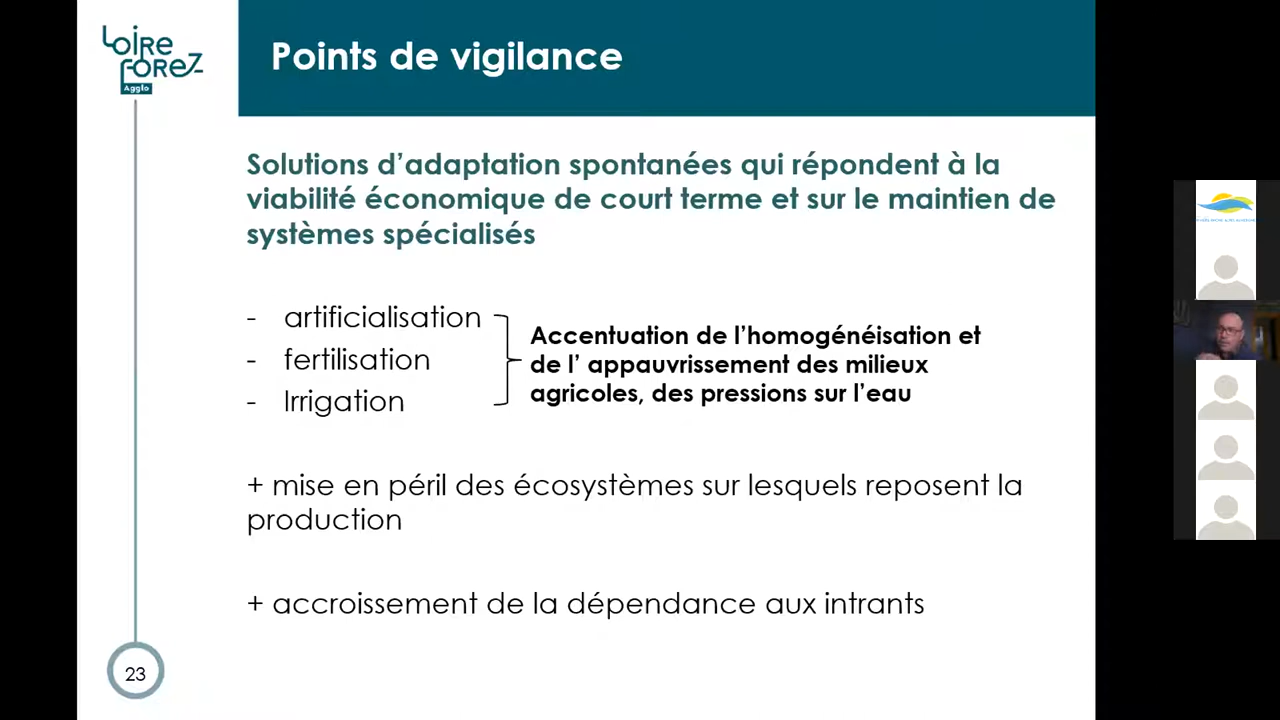 Loire
Forez
Agglo
Points de vigilance
Solutions d’adaptation spontanées qui répondent à la
viabilité économique de court terme et sur le maintien de
systèmes spécialisés
- artificialisation
- fertilisation
- Irrigation
Accentuation de l’homogénéisation et
de l’ appauvrissement des milieux
agricoles, des pressions sur l’eau
+ mise en péril des écosystèmes sur lesquels reposent la
production
+ accroissement de la dépendance aux intrants
23